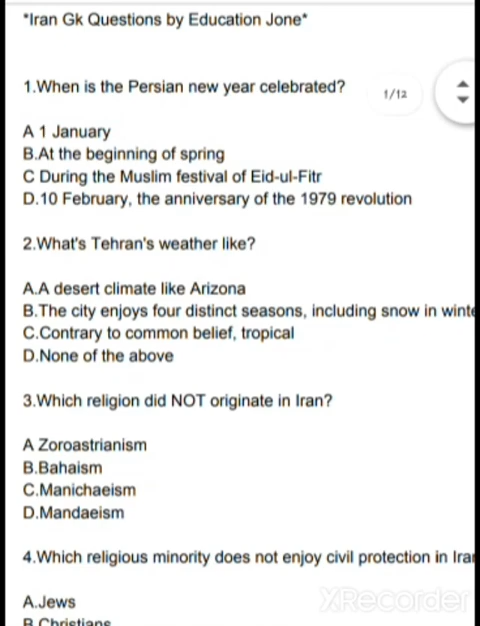 *Iran Gk Questions by Education Jone*
1.When is the Persian new year celebrated?
1/12
A 1 January
B.At the beginning of spring
C During the Muslim festival of Eid-ul-Fitr
D.10 February, the anniversary of the 1979 revolution
2.What's Tehran's weather like?
A.A desert climate like Arizona
B.The city enjoys four distinct seasons, including snow in winte
C.Contrary to common belief, tropical
D.None of the above
3.Which religion did NOT originate in Iran?
A Zoroastrianism
B.Bahaism
C.Manichaeism
D.Mandaeism
4.Which religious minority does not enjoy civil protection in Iran
A.Jews
B.Christians
XRecorder